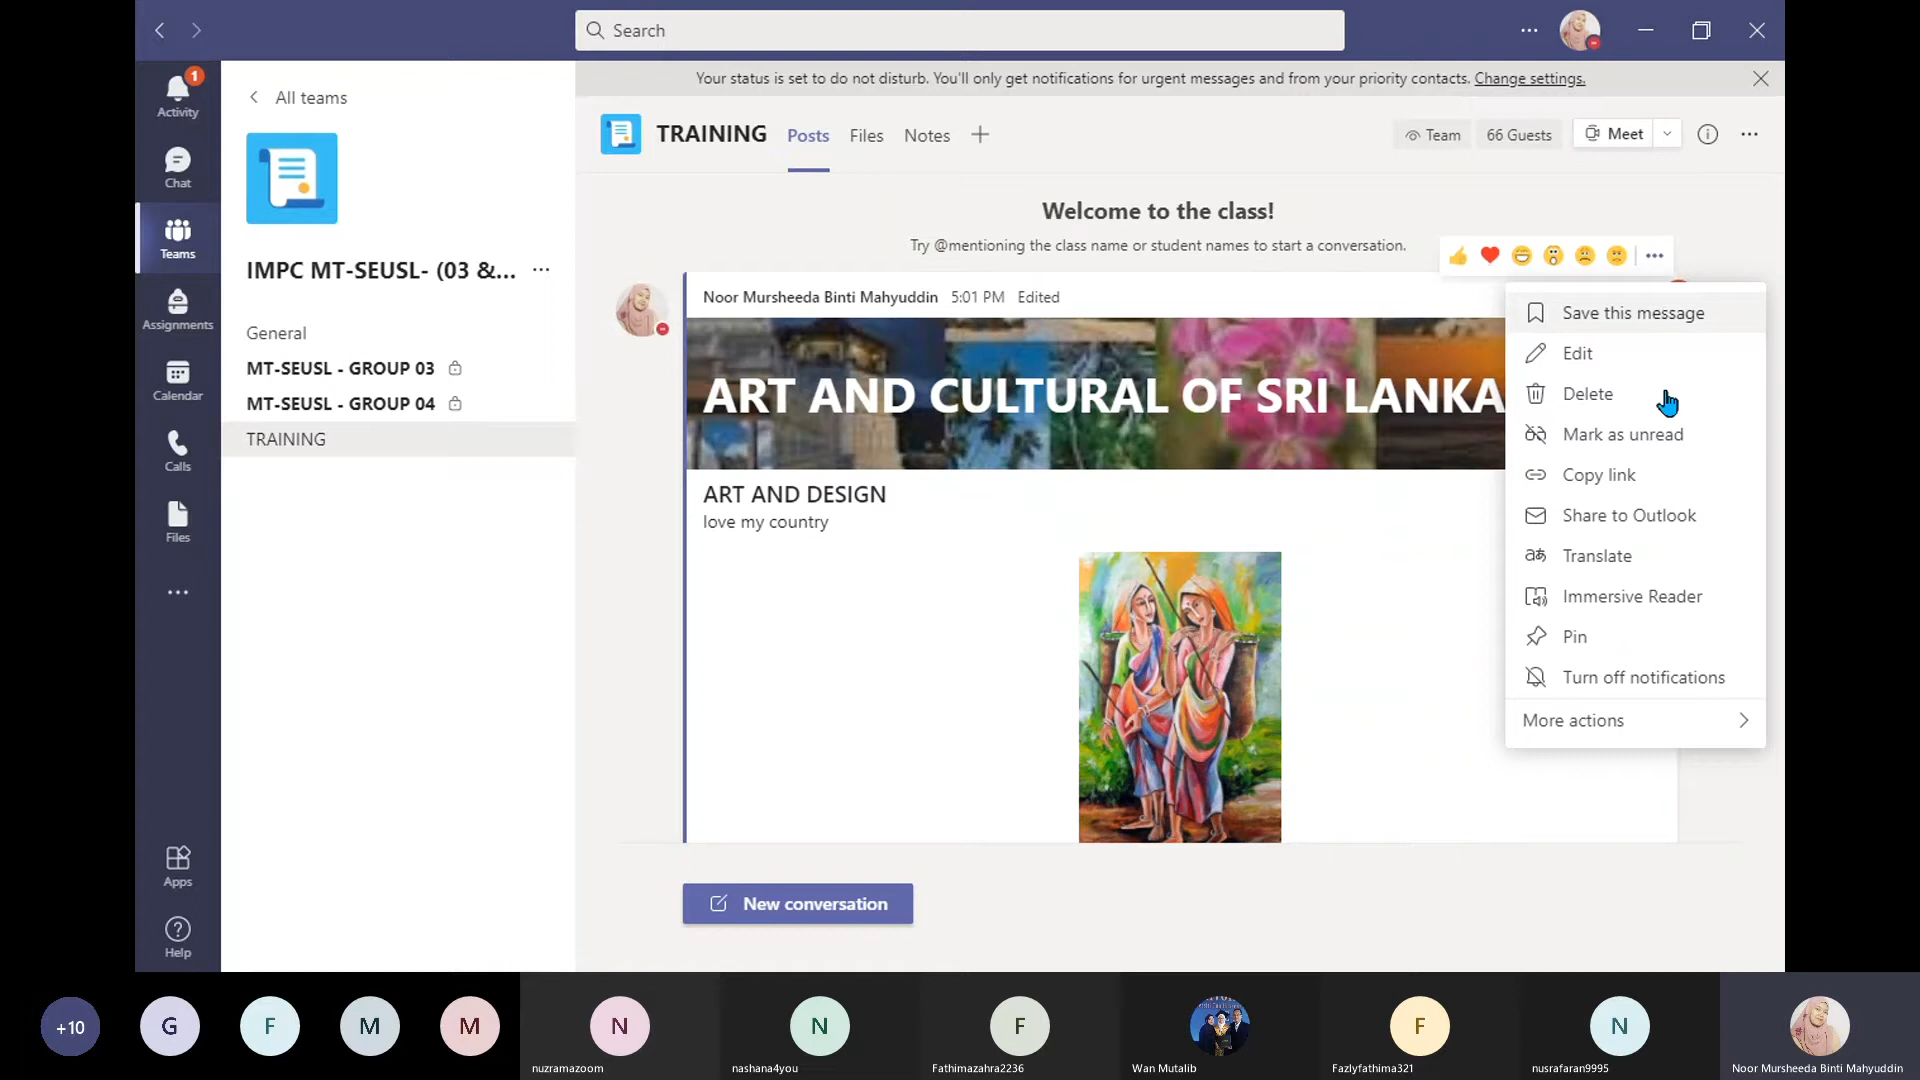 Search
Your status is set to do not disturb. You'll only get notifications for urgent messages and from your priority contacts. Change settings.
1
Activity
Chat
Teams
Assignments
Calendar
Calls
Files
Apps
Help
All teams
IMPC MT-SEUSL- (03 &...
General
MT-SEUSL - GROUP 03
MT-SEUSL - GROUP 04
TRAINING
TRAINING
Posts
Files
Notes
Team
66 Guests
Meet
Welcome to the class!
Try @mentioning the class name or student names to start a conversation.
Noor Mursheeda Binti Mahyuddin 5:01 PM Edited
ART AND CULTURAL OF SRI LANKA
ART AND DESIGN
love my country
Save this message
Edit
Delete
Mark as unread
Copy link
Share to Outlook
Translate
Immersive Reader
Pin
Turn off notifications
More actions
New conversation
+10
G
F
M
M
N
nuzramazoom
N
nashana4you
F
Fathimazahra2236
Wan Mutalib
F
Fazlyfathima321
N
nusrafaran9995
Noor Mursheeda Binti Mahyuddin